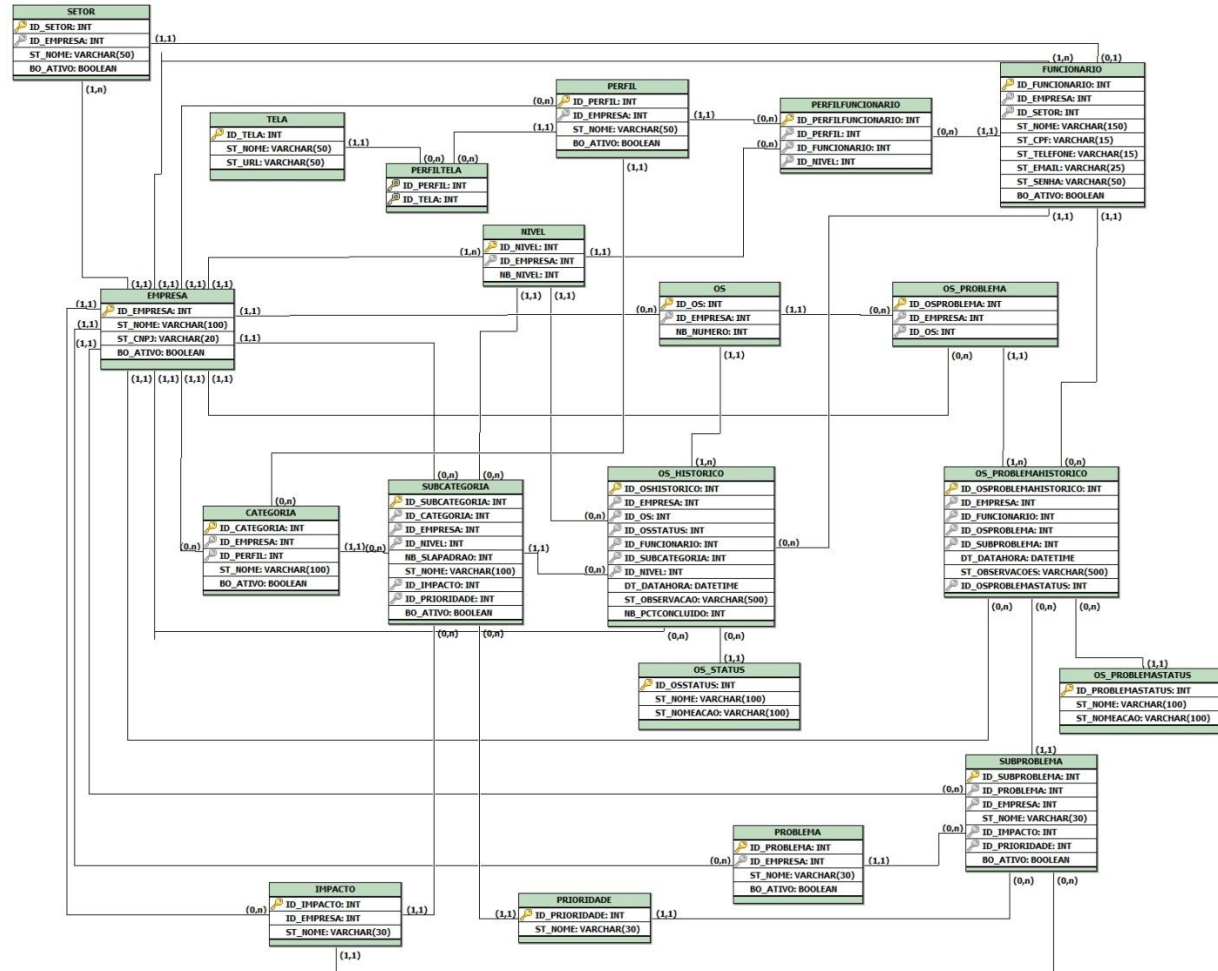 SETOR
ID_SETOR: INT
ID_EMPRESA: INT
ST_NOME: VARCHAR(50)
BO_ATIVO: BOOLEAN
(1,1)
(1,n)
(1,n)
(0,1)
FUNCIONARIO
ID_FUNCIONARIO: INT
ID_EMPRESA: INT
ID_SETOR: INT
ST_NOME: VARCHAR(150)
ST_CPF: VARCHAR(15)
ST_TELEFONE: VARCHAR(15)
ST_EMAIL: VARCHAR(25)
ST_SENHA: VARCHAR(50)
BO_ATIVO: BOOLEAN
(1,1)
(1,1)
(1,1)
PERFIL
ID_PERFIL: INT
ID_EMPRESA: INT
ST_NOME: VARCHAR(50)
BO_ATIVO: BOOLEAN
(0,n)
(1,1)
(1,1)
(1,1)
PERFILFUNCIONARIO
ID_PERFILFUNCIONARIO: INT
ID_PERFIL: INT
ID_FUNCIONARIO: INT
ID_NIVEL: INT
(0,n)
(0,n)
(0,n)
TELA
ID_TELA: INT
ST_NOME: VARCHAR(50)
ST_URL: VARCHAR(50)
(1,1)
(0,n)
(0,n)
PERFILTELA
ID_PERFIL: INT
ID_TELA: INT
NIVEL
ID_NIVEL: INT
ID_EMPRESA: INT
NB_NIVEL: INT
(1,n)
(1,1)
(1,1)
(1,1)
(1,1)
(1,1)
(1,1)
(1,1)
EMPRESA
ID_EMPRESA: INT
ST_NOME: VARCHAR(100)
ST_CNPJ: VARCHAR(20)
BO_ATIVO: BOOLEAN
(1,1)
(1,1)
(1,1)
(1,1)
(1,1)
(1,1)
(1,1)
(1,1)
(1,1)
OS
ID_OS: INT
ID_EMPRESA: INT
NB_NUMERO: INT
(0,n)
(1,1)
(1,1)
OS_PROBLEMA
ID_OSPROBLEMA: INT
ID_EMPRESA: INT
ID_OS: INT
(0,n)
(0,n)
(1,1)
CATEGORIA
ID_CATEGORIA: INT
ID_EMPRESA: INT
ID_PERFIL: INT
ST_NOME: VARCHAR(100)
BO_ATIVO: BOOLEAN
(0,n)
(0,n)
(1,1)
(0,n)
(0,n)
(0,n)
SUBCATEGORIA
ID_SUBCATEGORIA: INT
ID_CATEGORIA: INT
ID_EMPRESA: INT
ID_NIVEL: INT
NB_SLAPADRAO: INT
ST_NOME: VARCHAR(100)
ID_IMPACTO: INT
ID_PRIORIDADE: INT
BO_ATIVO: BOOLEAN
(1,1)
(0,n)
(0,n)
(1,n)
OS_HISTORICO
ID_OSHISTORICO: INT
ID_EMPRESA: INT
ID_OS: INT
ID_OSSTATUS: INT
ID_FUNCIONARIO: INT
ID_SUBCATEGORIA: INT
ID_NIVEL: INT
DT_DATAHORA: DATETIME
ST_OBSERVACAO: VARCHAR(500)
NB_PCTCONCLUIDO: INT
(0,n)
(0,n)
(0,n)
(0,n)
(0,n)
(1,n)
(0,n)
OS_PROBLEMAHISTORICO
ID_OSPROBLEMAHISTORICO: INT
ID_EMPRESA: INT
ID_FUNCIONARIO: INT
ID_OSPROBLEMA: INT
ID_SUBPROBLEMA: INT
DT_DATAHORA: DATETIME
ST_OBSERVACOES: VARCHAR(500)
ID_OSPROBLEMASTATUS: INT
(0,n)
(0,n)
(0,n)
(1,1)
OS_STATUS
ID_OSSTATUS: INT
ST_NOME: VARCHAR(100)
ST_NOMEACAO: VARCHAR(100)
(1,1)
OS_PROBLEMASTATUS
ID_PROBLEMASTATUS: INT
ST_NOME: VARCHAR(100)
ST_NOMEACAO: VARCHAR(100)
(1,1)
SUBPROBLEMA
ID_SUBPROBLEMA: INT
ID_PROBLEMA: INT
ID_EMPRESA: INT
ST_NOME: VARCHAR(30)
ID_IMPACTO: INT
ID_PRIORIDADE: INT
BO_ATIVO: BOOLEAN
(0,n)
(0,n)
(0,n)
(0,n)
PROBLEMA
ID_PROBLEMA: INT
ID_EMPRESA: INT
ST_NOME: VARCHAR(30)
BO_ATIVO: BOOLEAN
(0,n)
(1,1)
IMPACTO
ID_IMPACTO: INT
ID_EMPRESA: INT
ST_NOME: VARCHAR(30)
(0,n)
(1,1)
(1,1)
PRIORIDADE
ID_PRIORIDADE: INT
ST_NOME: VARCHAR(30)
(1,1)
(1,1)